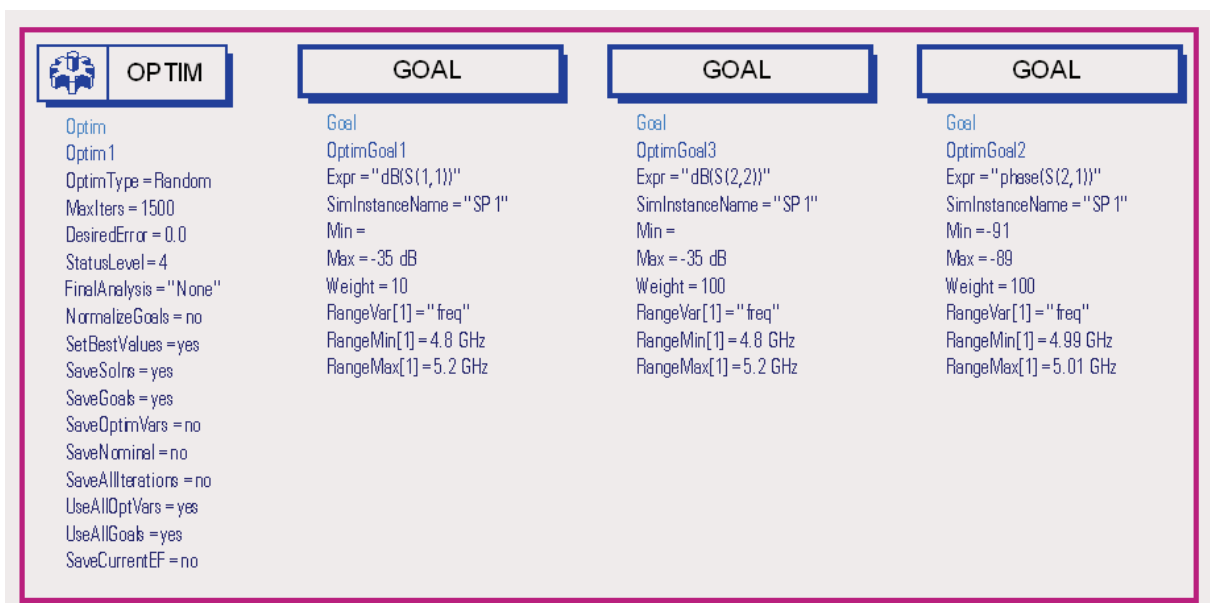 OPTIM
Optim
Optim1
OptimType=Random
MaxIters=1500
DesiredError=0.0
StatusLevel=4
FinalAnalysis="None"
NormalizeGoals=no
SetBestValues=yes
SaveSolns=yes
SaveGoals=yes
SaveOptimVars=no
SaveNominal=no
SaveAllIterations=no
UseAllOptVars=yes
UseAllGoals=yes
SaveCurrentEF=no
GOAL
Goal
OptimGoal1
Expr="dB(S(1,1))"
SimInstanceName="SP1"
Min=
Max=-35 dB
Weight=10
RangeVar[1]="freq"
RangeMin[1]=4.8 GHz
RangeMax[1]=5.2 GHz
GOAL
Goal
OptimGoal3
Expr="dB(S(2,2))"
SimInstanceName="SP1"
Min=
Max=-35 dB
Weight=100
RangeVar[1]="freq"
RangeMin[1]=4.8 GHz
RangeMax[1]=5.2 GHz
GOAL
Goal
OptimGoal2
Expr="phase(S(2,1))"
SimInstanceName="SP1"
Min=-91
Max=-89
Weight=100
RangeVar[1]="freq"
RangeMin[1]=4.99 GHz
RangeMax[1]=5.01 GHz